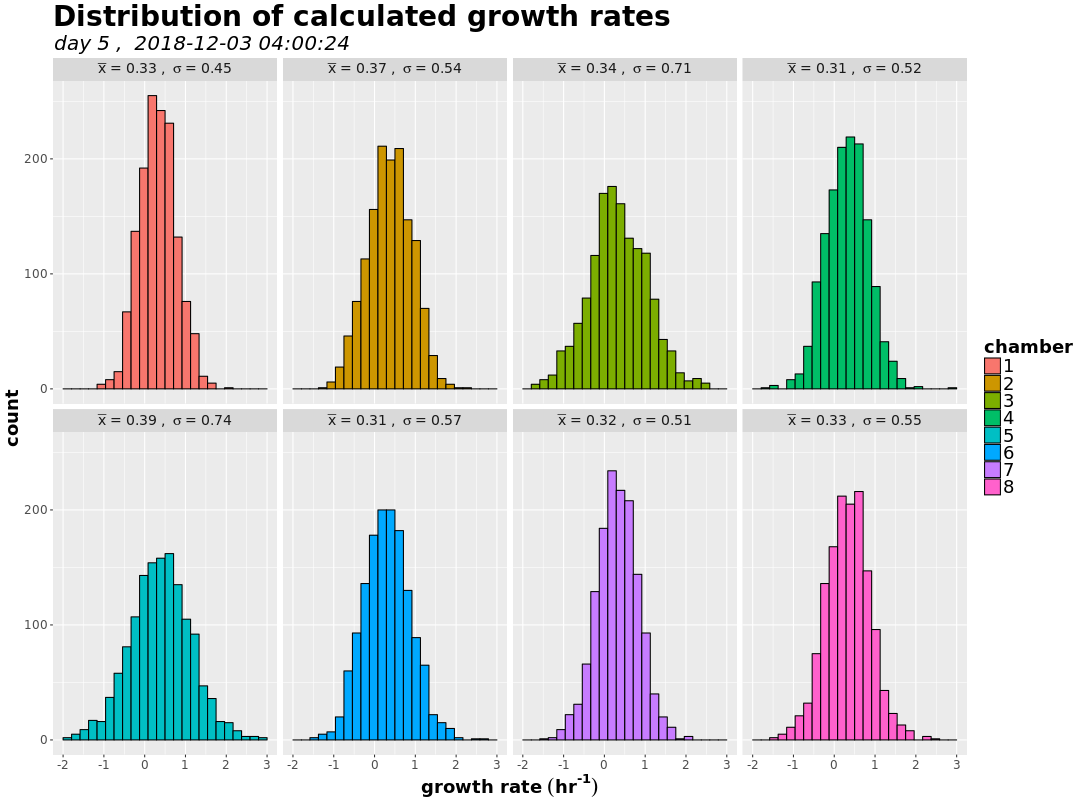 Distribution of calculated growth rates
day 5 , 2018-12-03 04:00:24
x̅ = 0.33 , σ = 0.45
x̅ = 0.37 , σ = 0.54
x̅ = 0.34 , σ = 0.71
x̅ = 0.31 , σ = 0.52
200
100
0
x̅ = 0.39 , σ = 0.74
x̅ = 0.31 , σ = 0.57
x̅ = 0.32 , σ = 0.51
x̅ = 0.33 , σ = 0.55
200
100
0
-2 -1 0 1 2 3
-2 -1 0 1 2 3
-2 -1 0 1 2 3
-2 -1 0 1 2 3
count
growth rate (hr⁻¹)
chamber
1
2
3
4
5
6
7
8